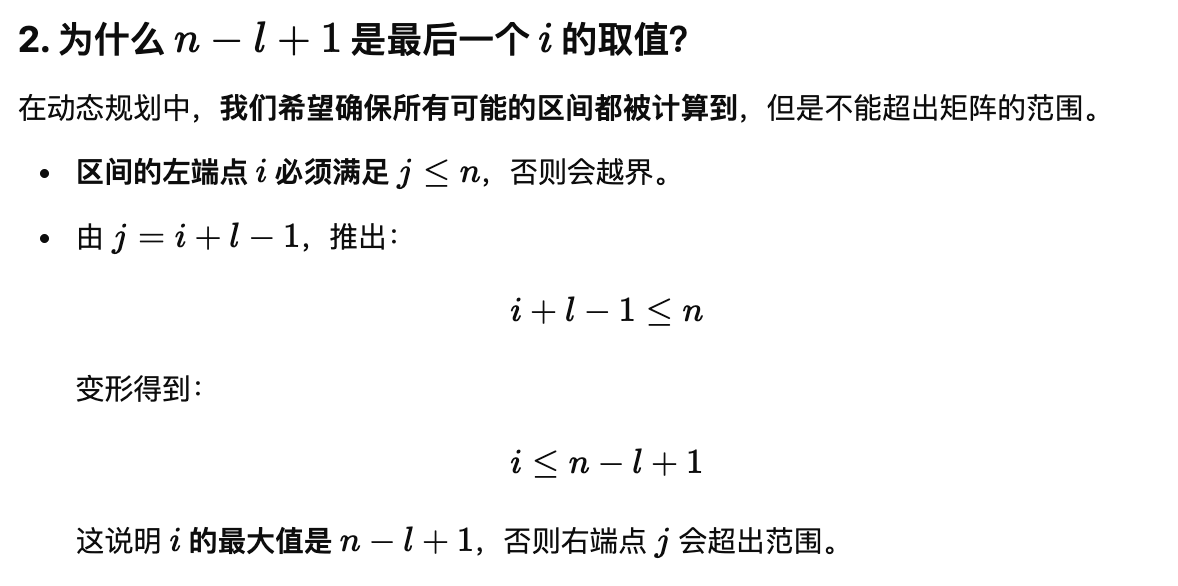 2. 为什么 n − l + 1 是最后一个 i 的取值?
在动态规划中，我们希望确保所有可能的区间都被计算到，但是不能超出矩阵的范围。
• 区间的左端点 i 必须满足 j ≤ n，否则会越界。
• 由 j = i + l − 1，推出：
i + l − 1 ≤ n
变形得到：
i ≤ n − l + 1
这说明 i 的最大值是 n − l + 1，否则右端点 j 会超出范围。